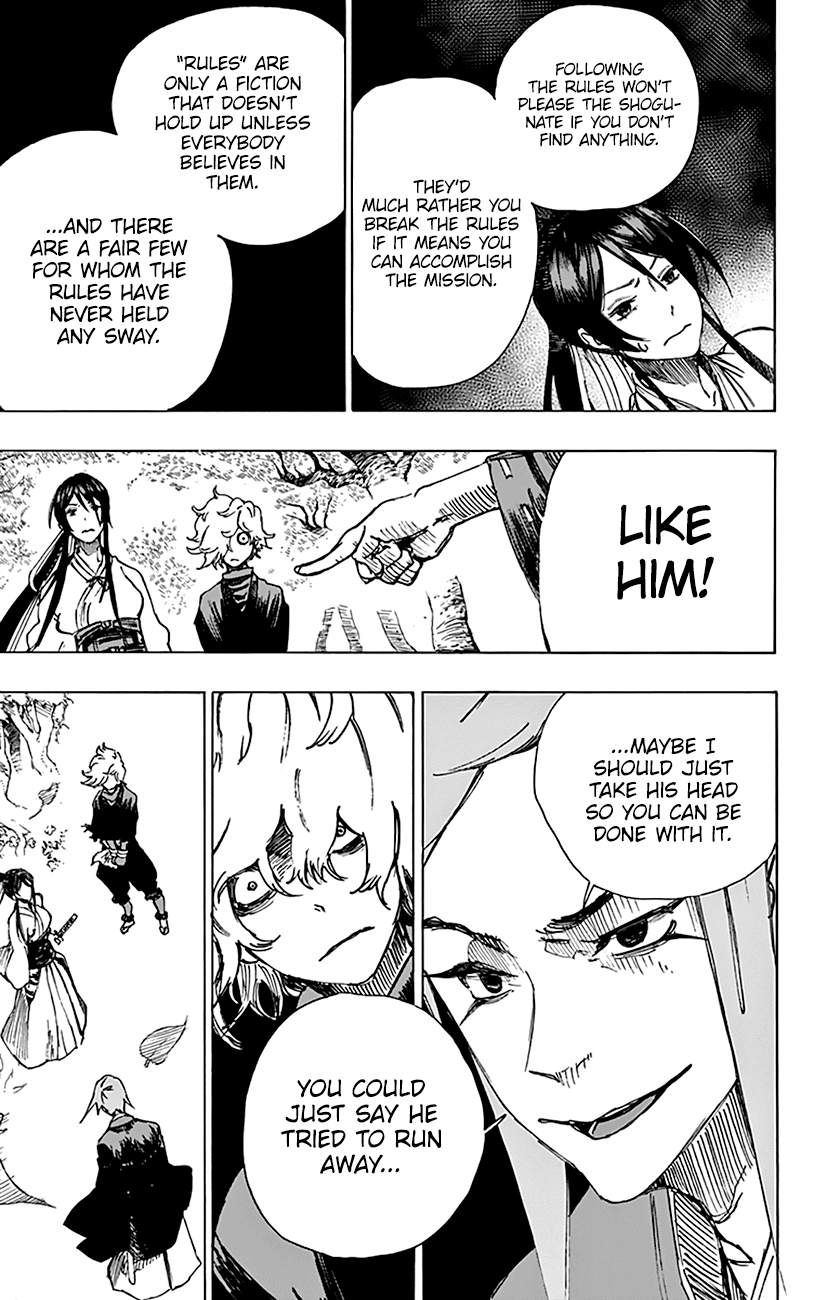 FOLLOWING
THE RULES WON'T
PLEASE THE SHOGU-
NATE IF YOU DON'T
FIND ANYTHING.
THEY'D
MUCH RATHER YOU
BREAK THE RULES
IF IT MEANS YOU
CAN ACCOMPLISH
THE MISSION.
"RULES" ARE
ONLY A FICTION
THAT DOESN'T
HOLD UP UNLESS
EVERYBODY
BELIEVES IN
THEM.
...AND THERE
ARE A FAIR FEW
FOR WHOM THE
RULES HAVE
NEVER HELD
ANY SWAY.
LIKE
HIM!
...MAYBE I
SHOULD JUST
TAKE HIS HEAD
SO YOU CAN BE
DONE WITH IT.
YOU COULD
JUST SAY HE
TRIED TO RUN
AWAY...